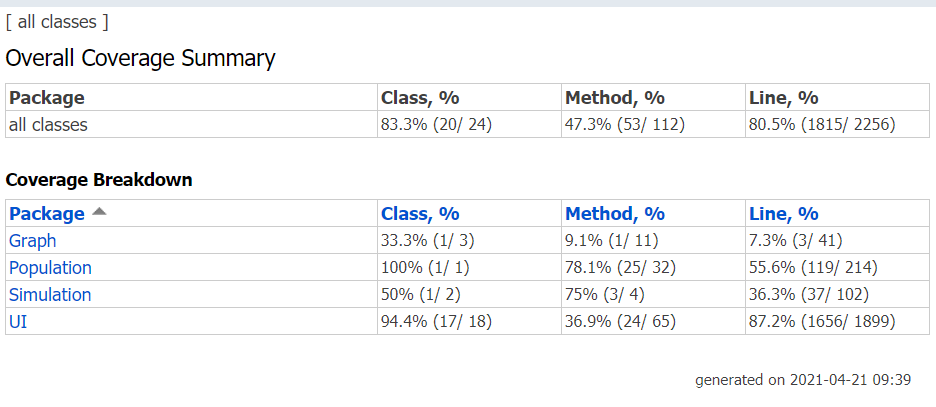 [ all classes ]
Overall Coverage Summary
Package Class, % Method, % Line, %
all classes 83.3% (20/ 24) 47.3% (53/ 112) 80.5% (1815/ 2256)
Coverage Breakdown
Package Class, % Method, % Line, %
Graph 33.3% (1/ 3) 9.1% (1/ 11) 7.3% (3/ 41)
Population 100% (1/ 1) 78.1% (25/ 32) 55.6% (119/ 214)
Simulation 50% (1/ 2) 75% (3/ 4) 36.3% (37/ 102)
UI 94.4% (17/ 18) 36.9% (24/ 65) 87.2% (1656/ 1899)
generated on 2021-04-21 09:39